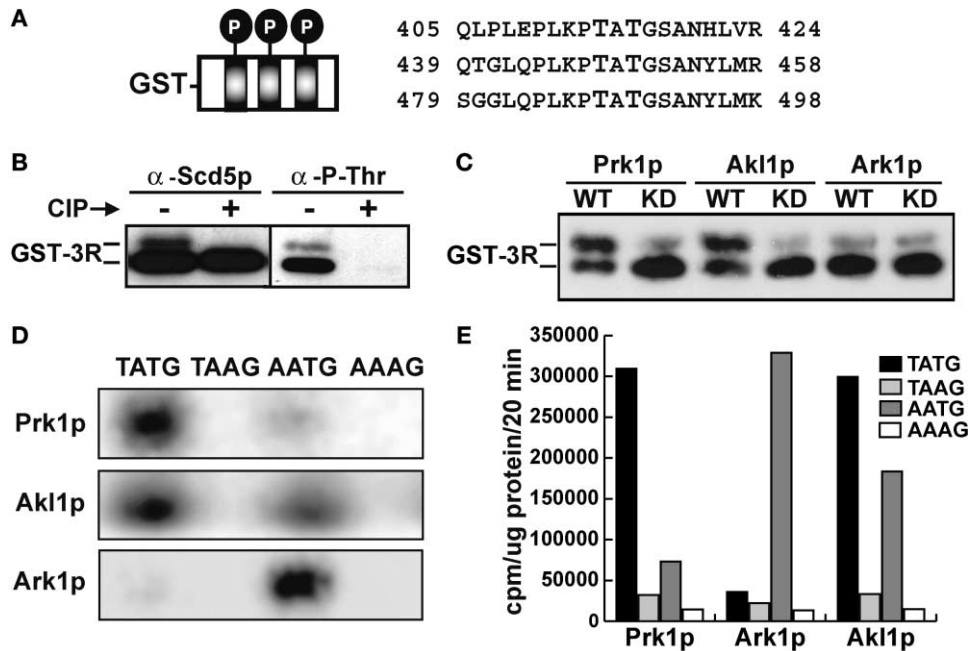 A
P P P
GST-
405 QLPLEPLKPTATGSANHLVR 424
439 QTGLQPLKPTATGSANYLMR 458
479 SGGLQPLKPTATGSANYLMK 498
B
α-Scd5p α-P-Thr
CIP→ - + - +
GST-3R
C
Prk1p Akl1p Ark1p
WT KD WT KD WT KD
GST-3R
D
TATG TAAG AATG AAAG
Prk1p
Akl1p
Ark1p
E
cpm/ug protein/20 min
350000
300000
250000
200000
150000
100000
50000
0
Prk1p Ark1p Akl1p
TATG
TAAG
AATG
AAAG